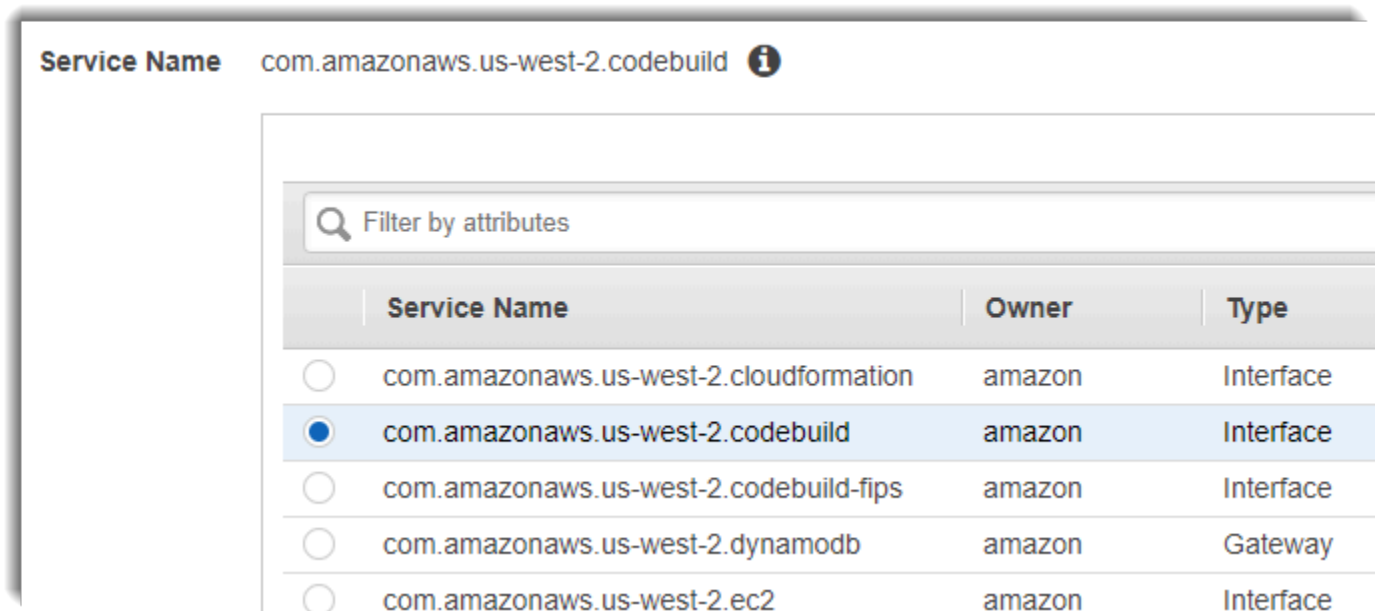 Service Name com.amazonaws.us-west-2.codebuild
Filter by attributes
Service Name Owner Type
com.amazonaws.us-west-2.cloudformation amazon Interface
com.amazonaws.us-west-2.codebuild amazon Interface
com.amazonaws.us-west-2.codebuild-fips amazon Interface
com.amazonaws.us-west-2.dynamodb amazon Gateway
com.amazonaws.us-west-2.ec2 amazon Interface